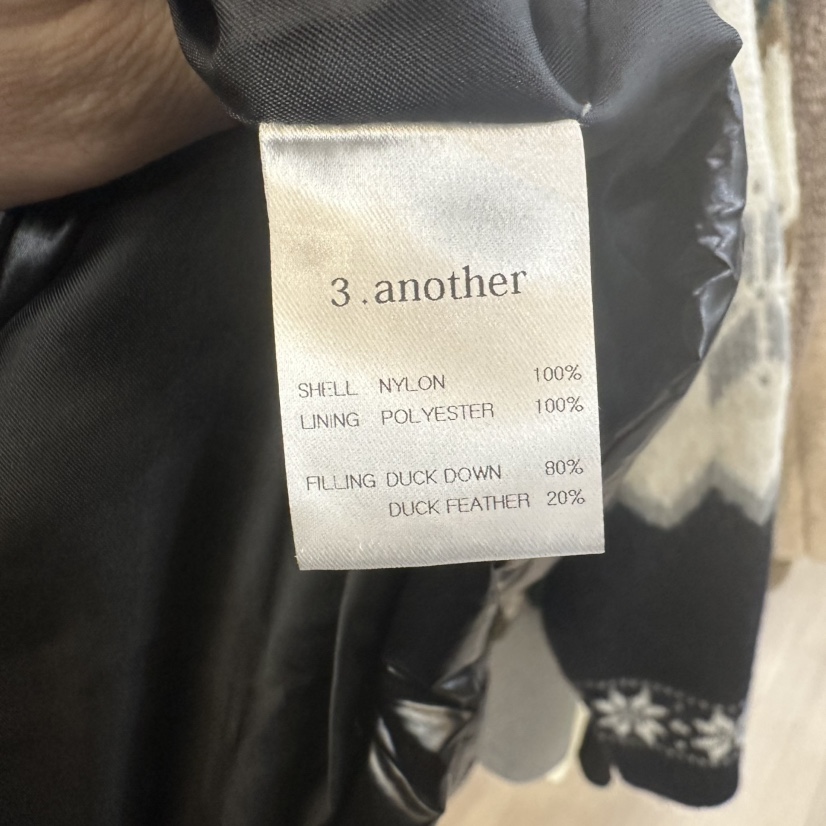 3.another
SHELL NYLON 100%
LINING POLYESTER 100%
FILLING DUCK DOWN 80%
DUCK FEATHER 20%